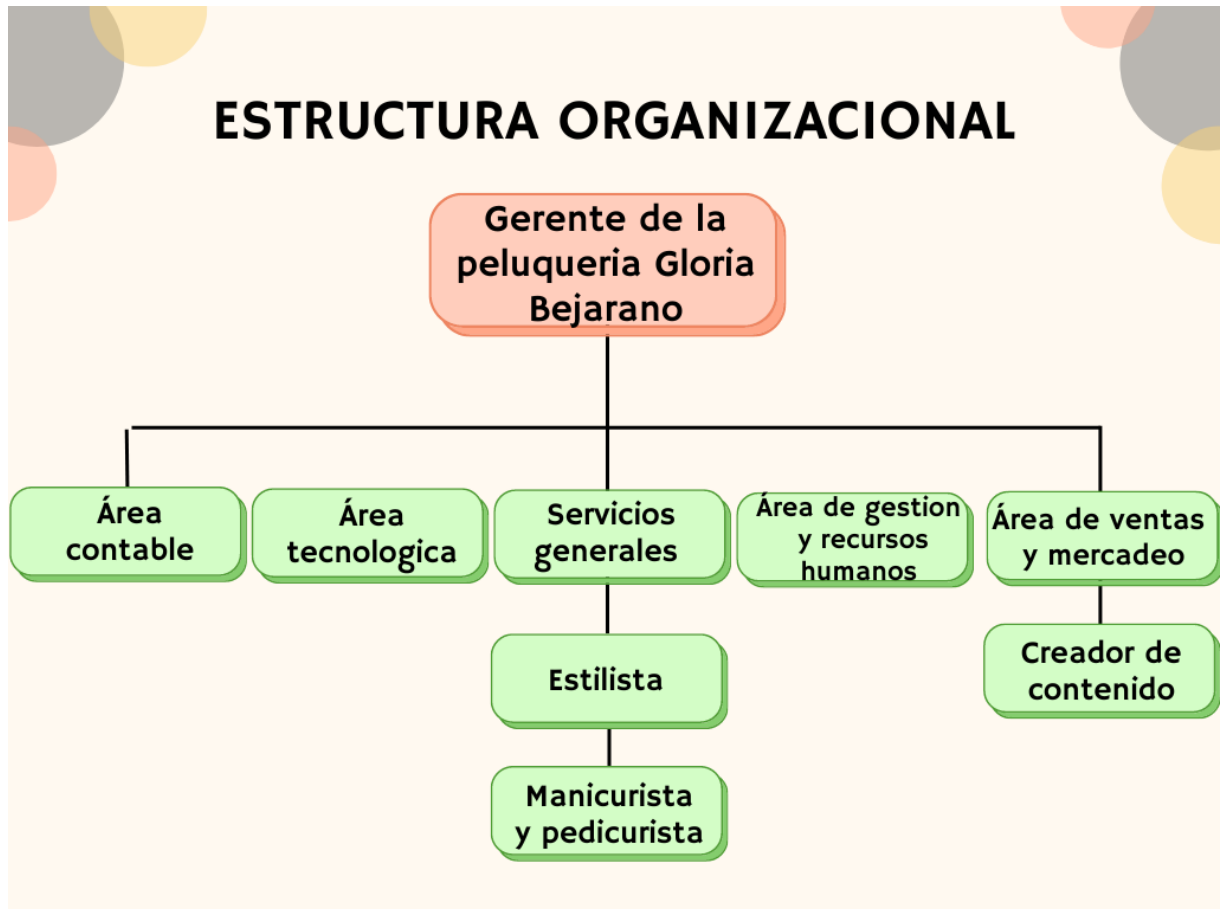 ESTRUCTURA ORGANIZACIONAL
Gerente de la
peluqueria Gloria
Bejarano
Área
contable
Área
tecnologica
Servicios
generales
Área de gestion
y recursos
humanos
Área de ventas
y mercadeo
Estilista
Creador de
contenido
Manicurista
y pedicurista